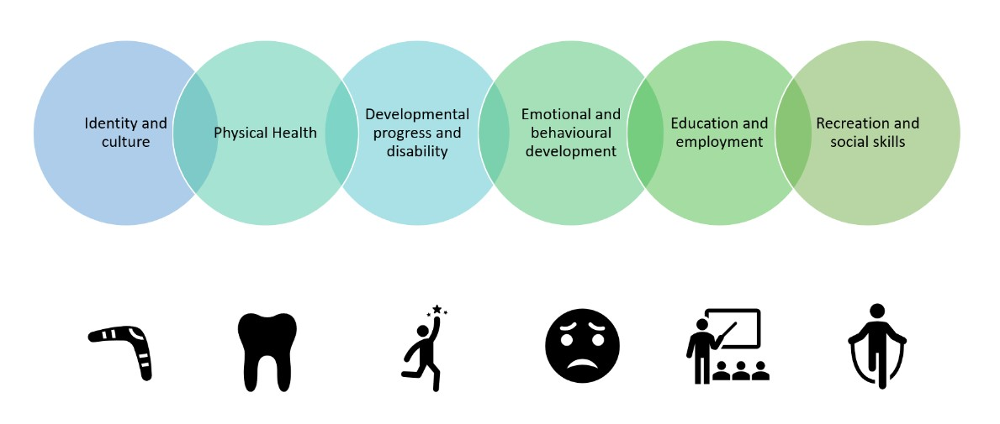 Identity and
culture
Physical Health
Developmental
progress and
disability
Emotional and
behavioural
development
Education and
employment
Recreation and
social skills